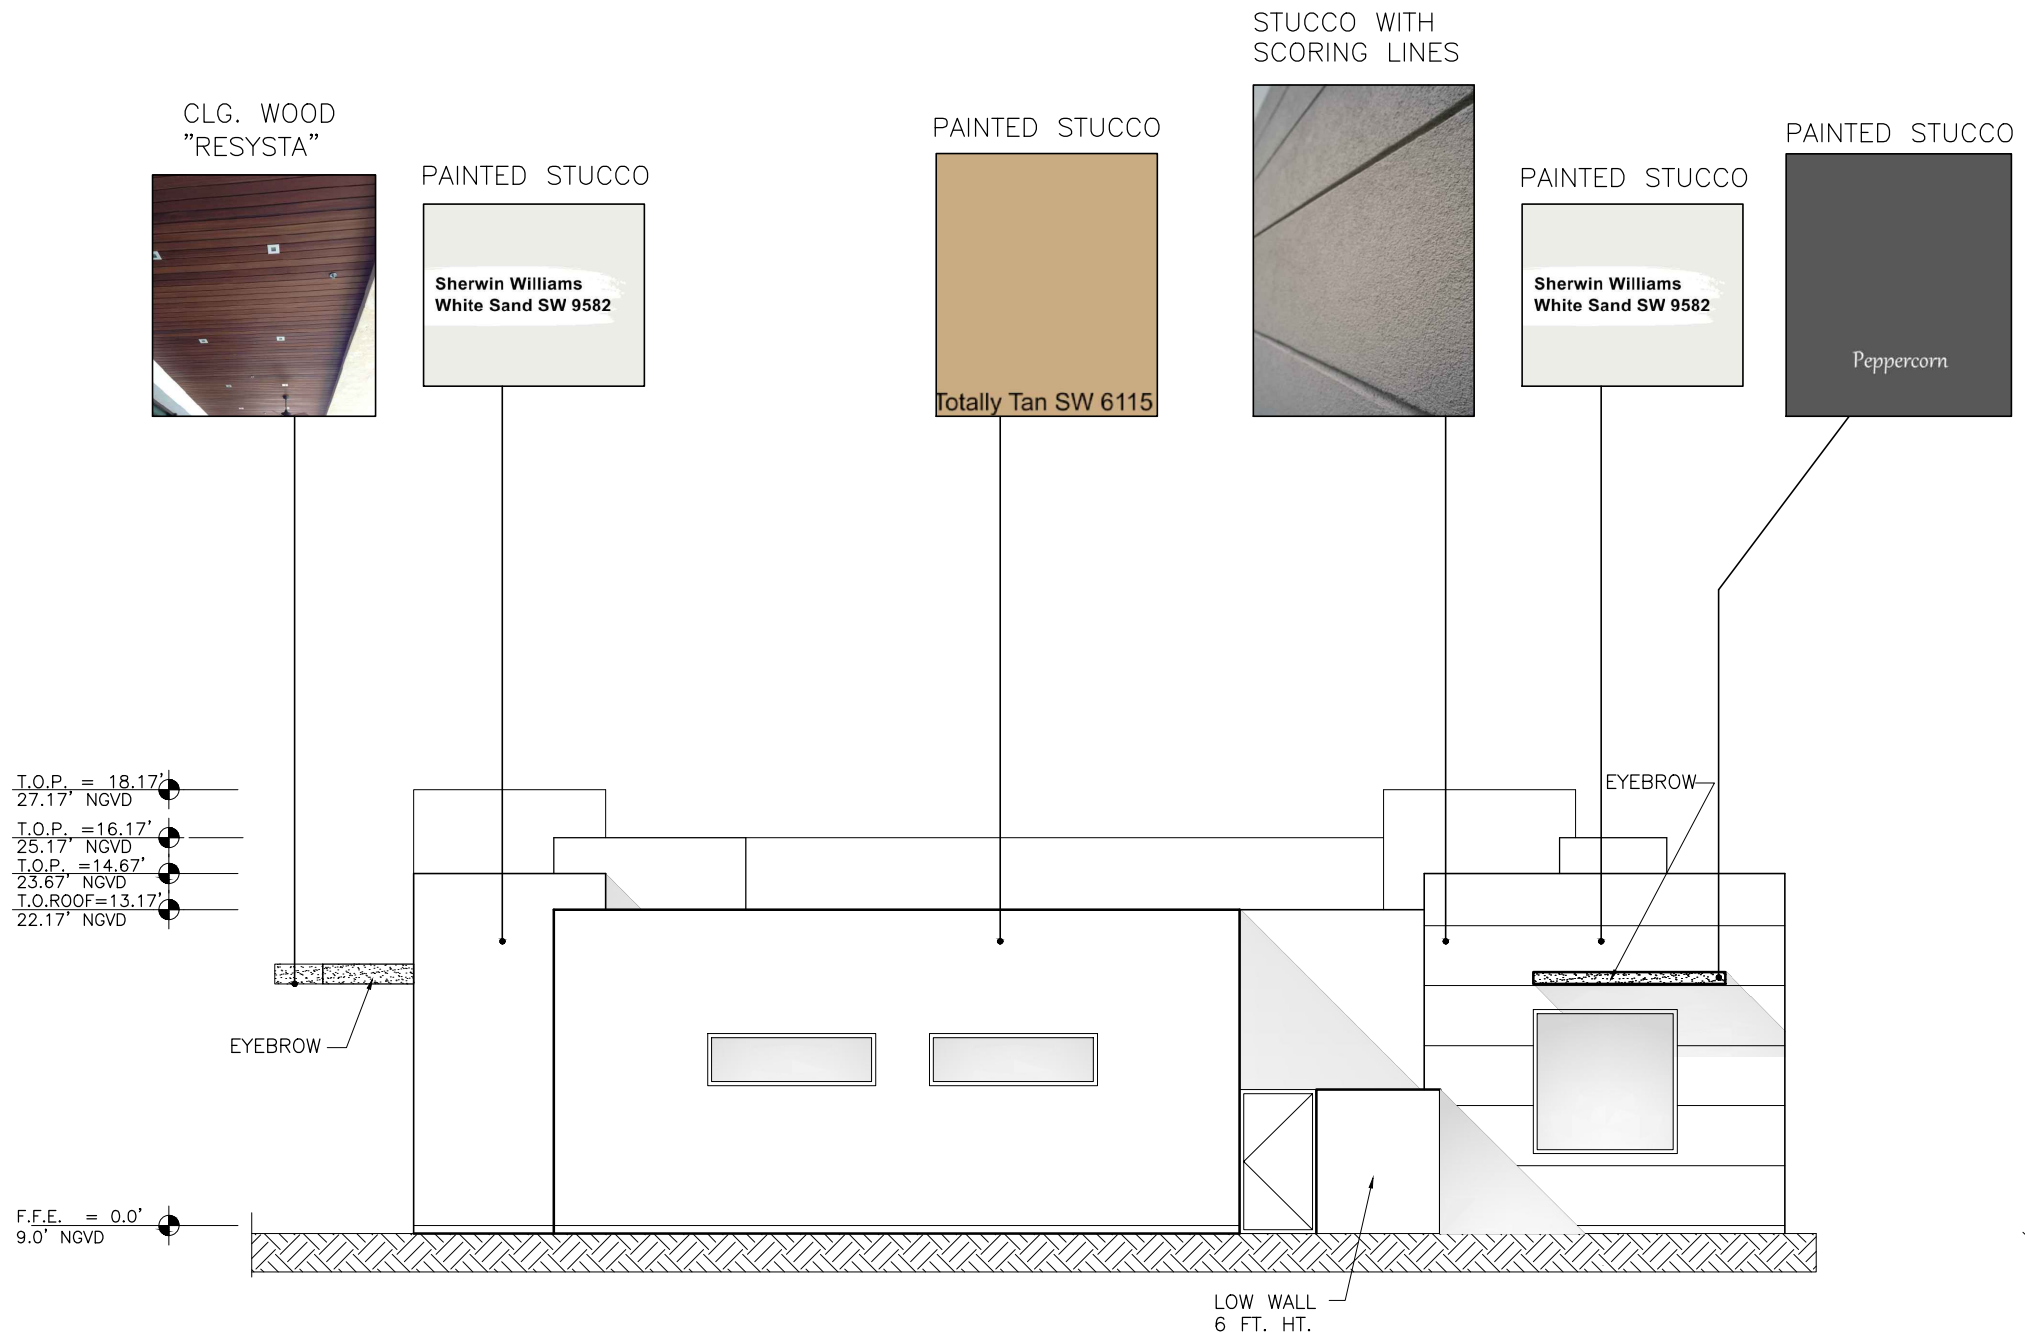 STUCCO WITH
SCORING LINES
CLG. WOOD
"RESYSTA"
PAINTED STUCCO
PAINTED STUCCO
PAINTED STUCCO
PAINTED STUCCO
Sherwin Williams
White Sand SW 9582
Totally Tan SW 6115
Sherwin Williams
White Sand SW 9582
Peppercorn
T.O.P. = 18.17'
27.17' NGVD
T.O.P. =16.17'
25.17' NGVD
T.O.P. =14.67'
23.67' NGVD
T.O.ROOF=13.17'
22.17' NGVD
EYEBROW
EYEBROW
F.F.E. = 0.0'
9.0' NGVD
LOW WALL
6 FT. HT.